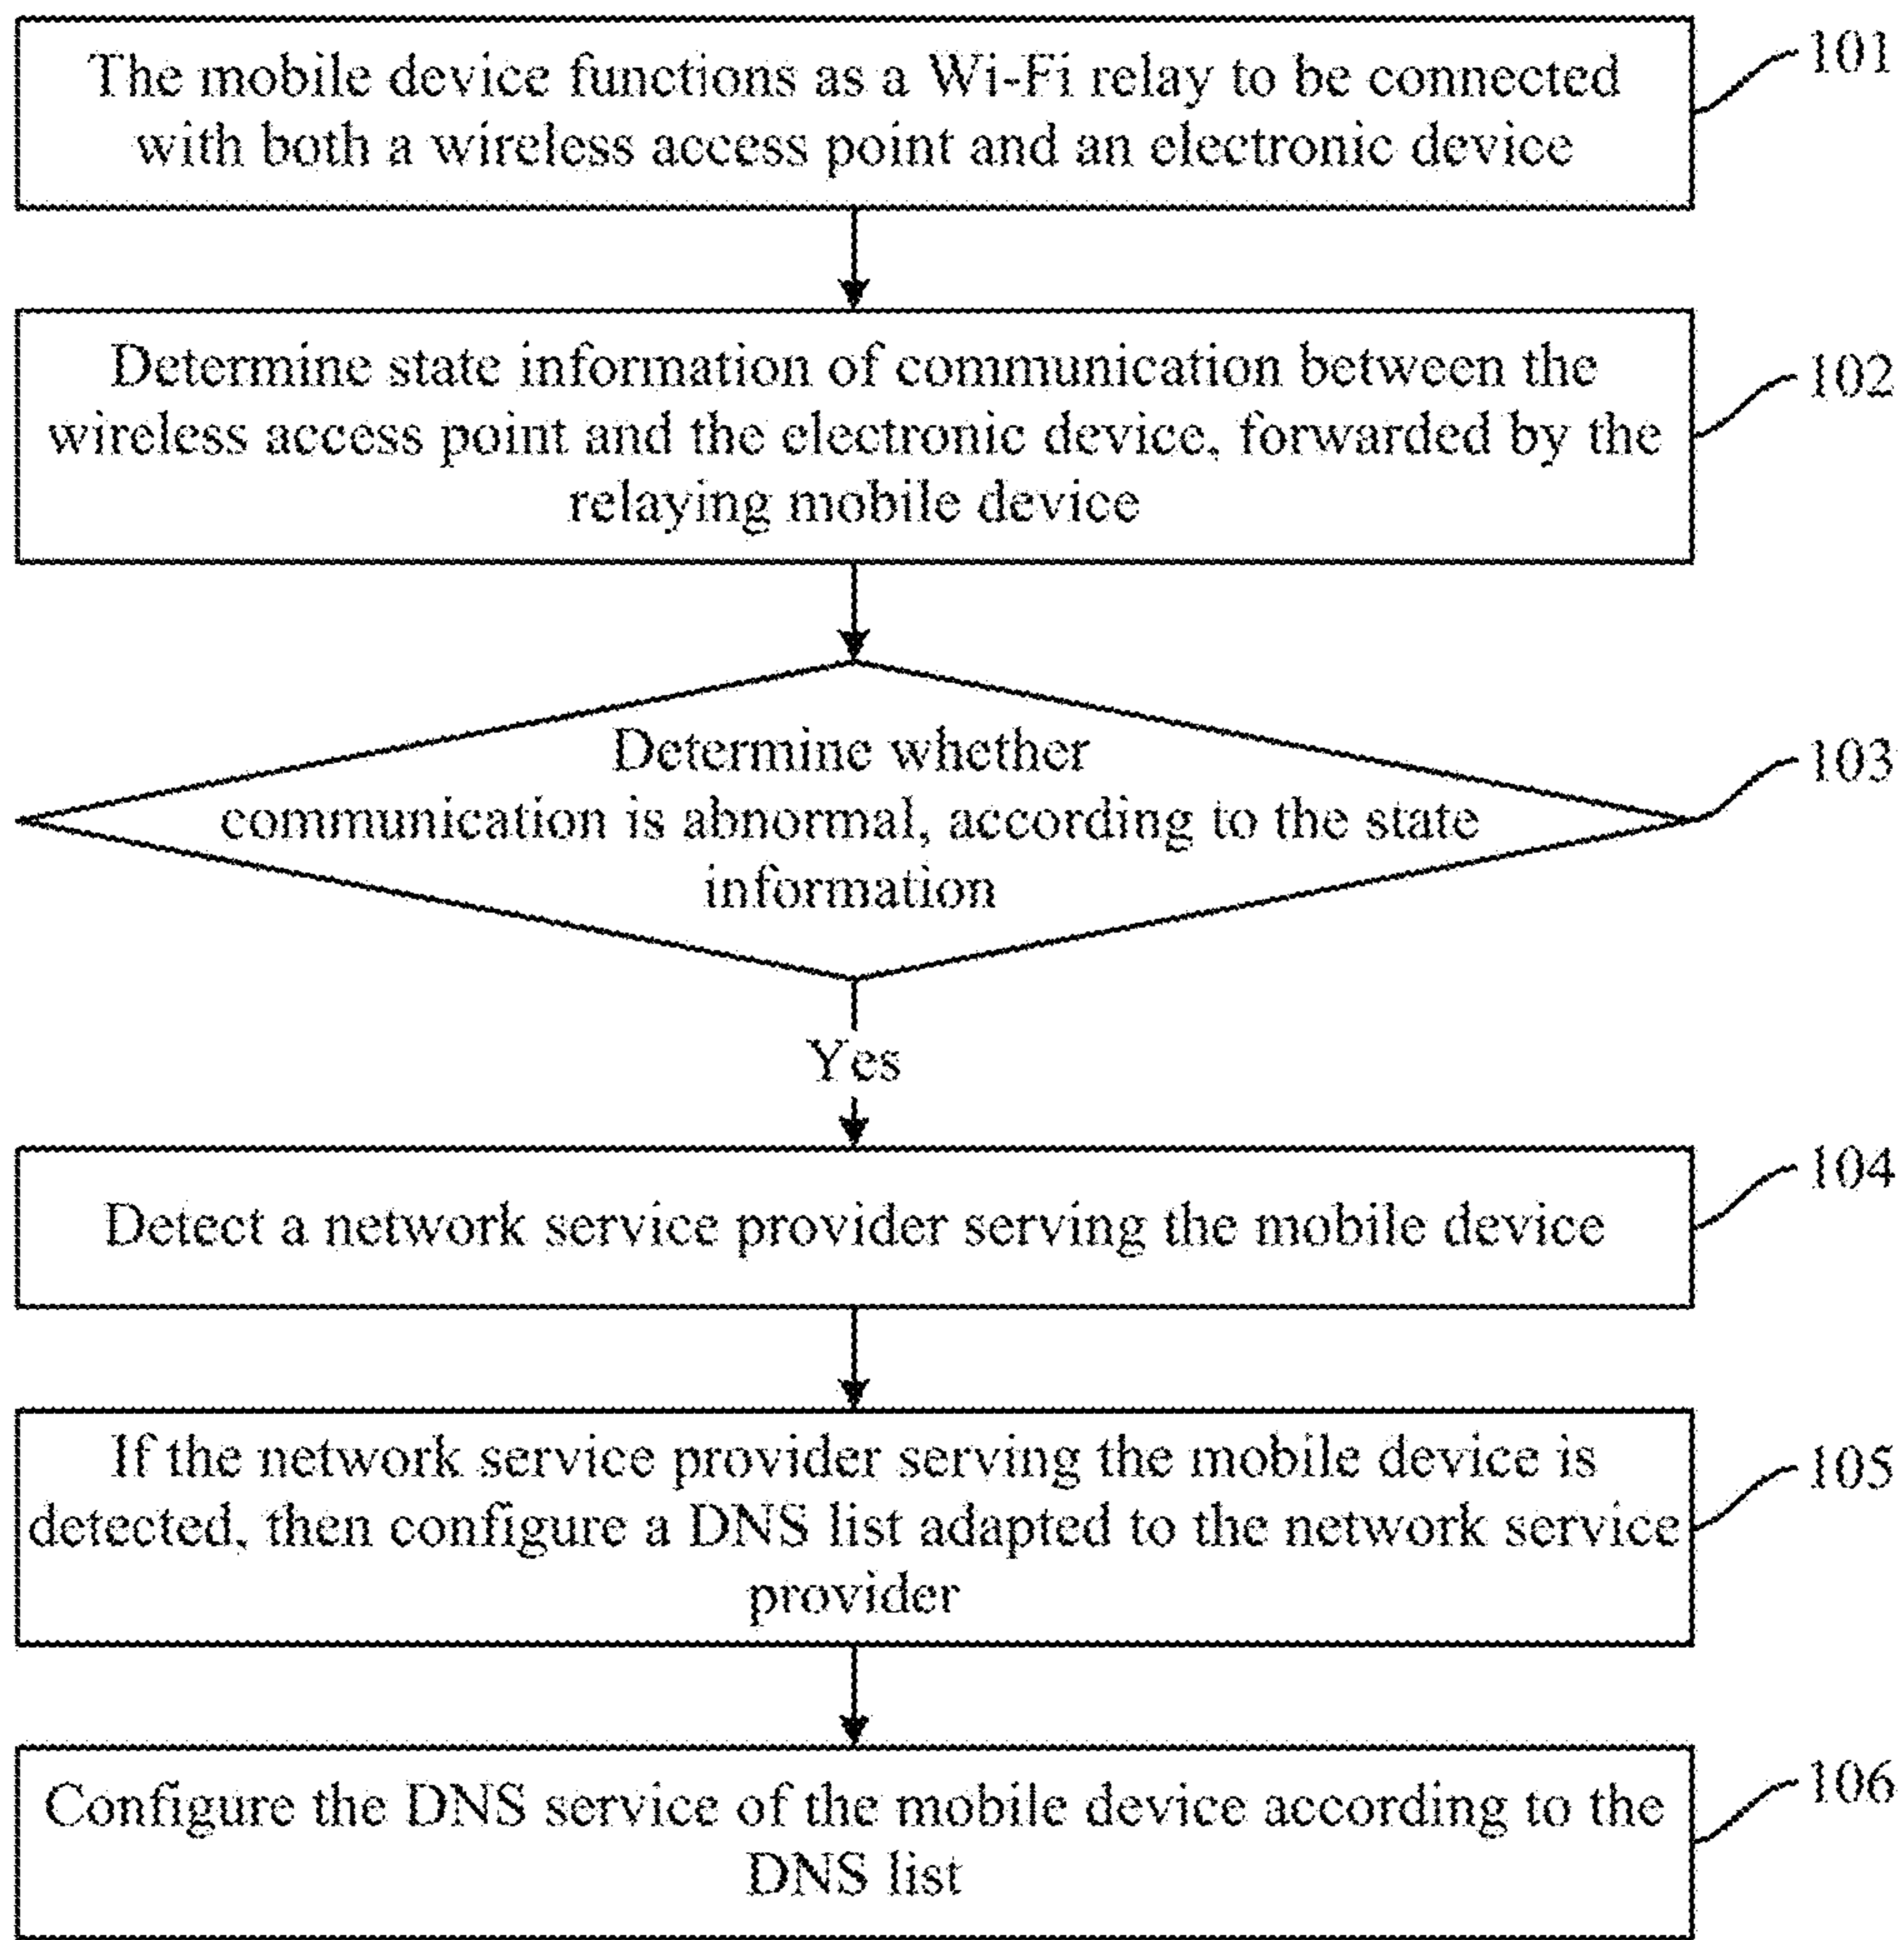 The mobile device functions as a Wi-Fi relay to be connected
with both a wireless access point and an electronic device
101
Determine state information of communication between the
wireless access point and the electronic device, forwarded by the
relaying mobile device
102
Determine whether
communication is abnormal, according to the state
information
103
Yes
Detect a network service provider serving the mobile device
104
If the network service provider serving the mobile device is
detected, then configure a DNS list adapted to the network service
provider
105
Configure the DNS service of the mobile device according to the
DNS list
106